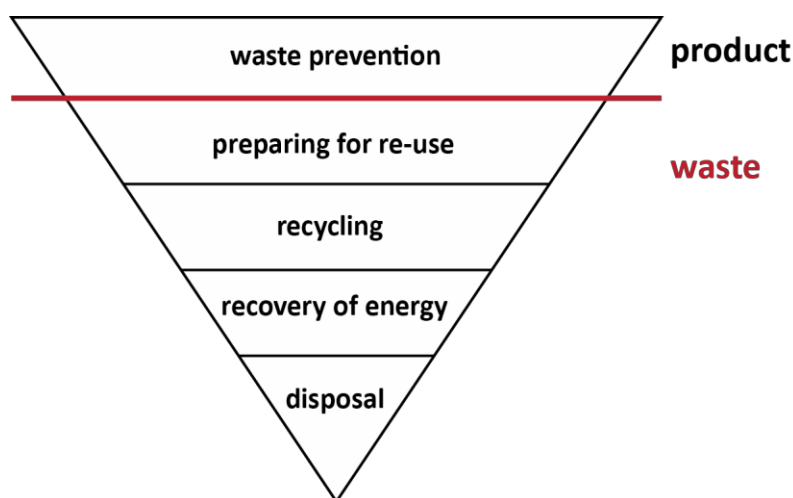 waste prevention
product
preparing for re-use
waste
recycling
recovery of energy
disposal